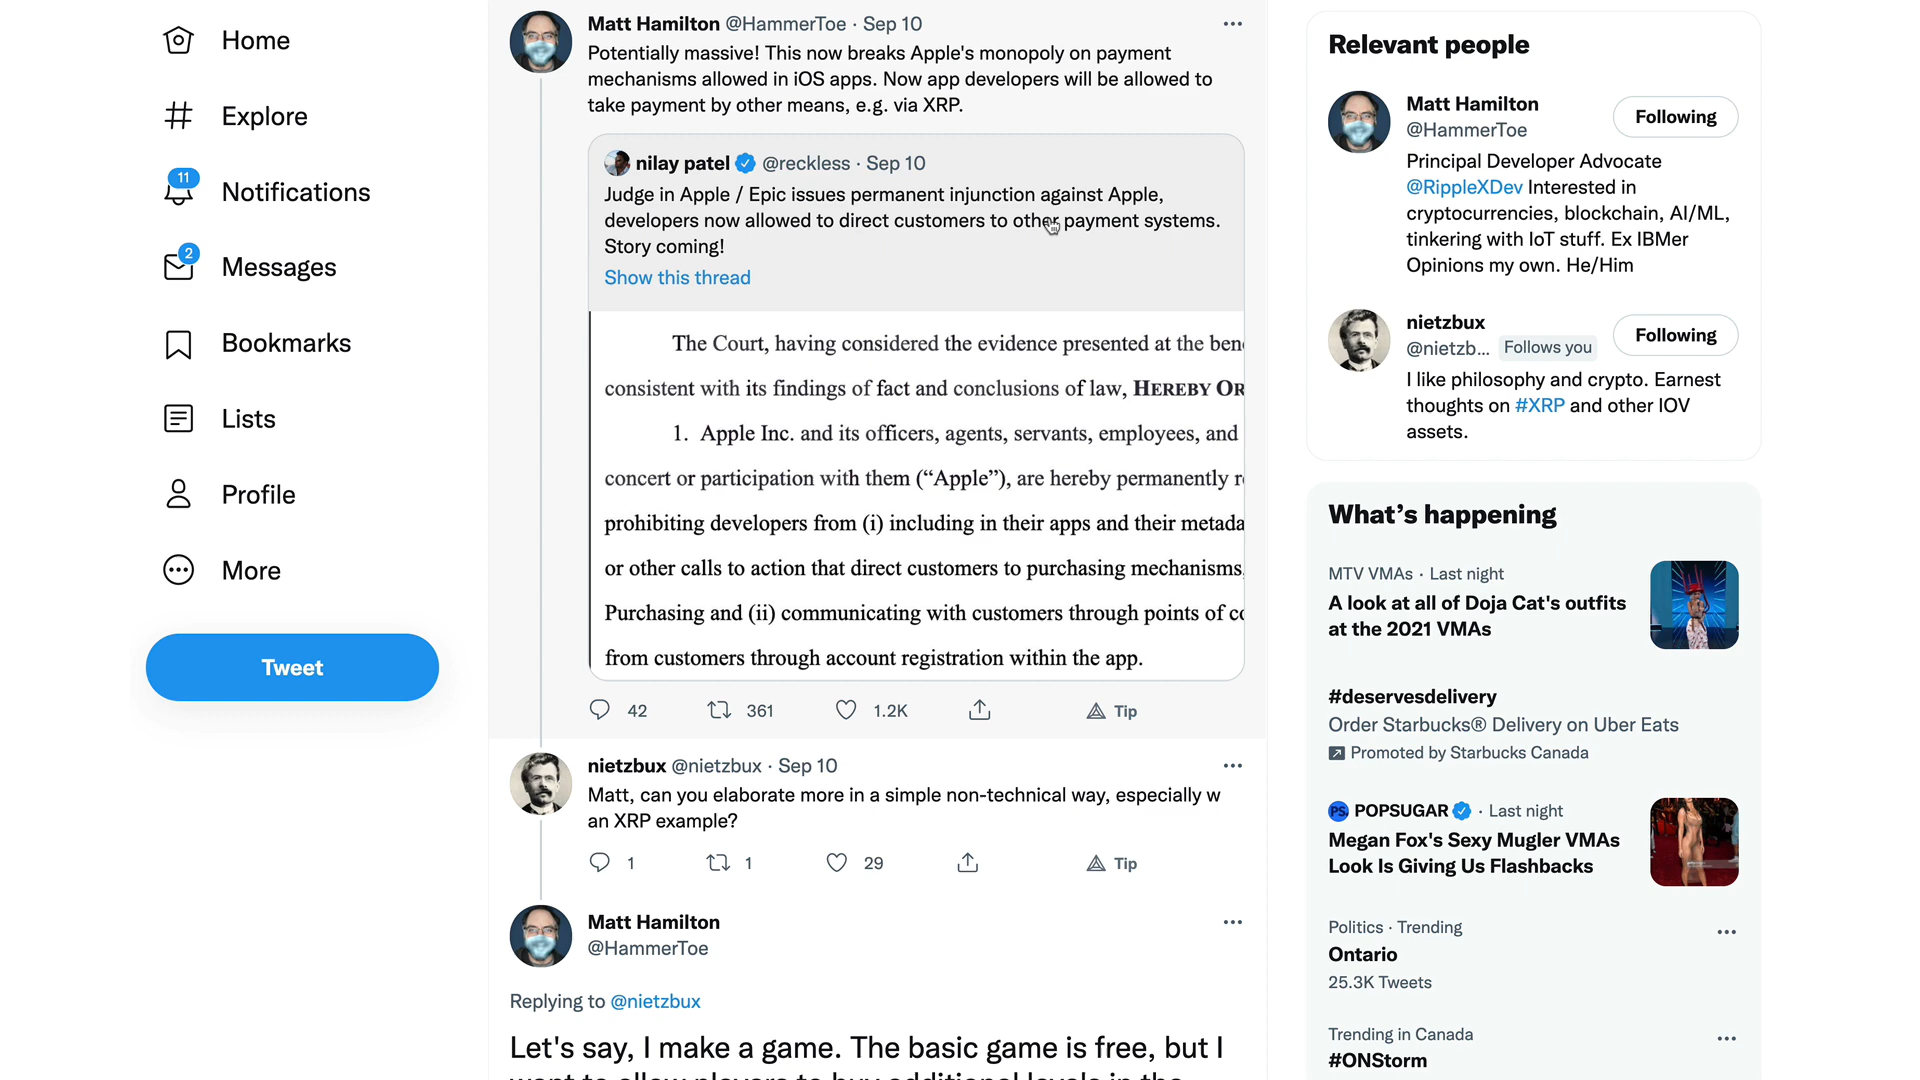 Home
Explore
11
Notifications
2
Messages
Bookmarks
Lists
Profile
More
Tweet
Matt Hamilton @HammerToe · Sep 10
Potentially massive! This now breaks Apple's monopoly on payment
mechanisms allowed in iOS apps. Now app developers will be allowed to
take payment by other means, e.g. via XRP.
nilay patel @reckless · Sep 10
Judge in Apple / Epic issues permanent injunction against Apple,
developers now allowed to direct customers to other payment systems.
Story coming!
Show this thread
The Court, having considered the evidence presented at the ben
consistent with its findings of fact and conclusions of law, HEREBY OR
1. Apple Inc. and its officers, agents, servants, employees, and
concert or participation with them (“Apple”), are hereby permanently r
prohibiting developers from (i) including in their apps and their metada
or other calls to action that direct customers to purchasing mechanisms,
Purchasing and (ii) communicating with customers through points of co
from customers through account registration within the app.
42 361 1.2K Tip
nietzbux @nietzbux · Sep 10
Matt, can you elaborate more in a simple non-technical way, especially w
an XRP example?
1 1 29 Tip
Matt Hamilton
@HammerToe
Replying to @nietzbux
Let's say, I make a game. The basic game is free, but I
want to allow players to buy additional levels in the
Relevant people
Matt Hamilton
@HammerToe
Following
Principal Developer Advocate
@RippleXDev Interested in
cryptocurrencies, blockchain, AI/ML,
tinkering with IoT stuff. Ex IBMer
Opinions my own. He/Him
nietzbux
@nietzb... Follows you
Following
I like philosophy and crypto. Earnest
thoughts on #XRP and other IOV
assets.
What’s happening
MTV VMAs · Last night
A look at all of Doja Cat's outfits
at the 2021 VMAs
#deservesdelivery
Order Starbucks® Delivery on Uber Eats
Promoted by Starbucks Canada
PS. POPSUGAR · Last night
Megan Fox's Sexy Mugler VMAs
Look Is Giving Us Flashbacks
Politics · Trending
Ontario
25.3K Tweets
Trending in Canada
#ONStorm